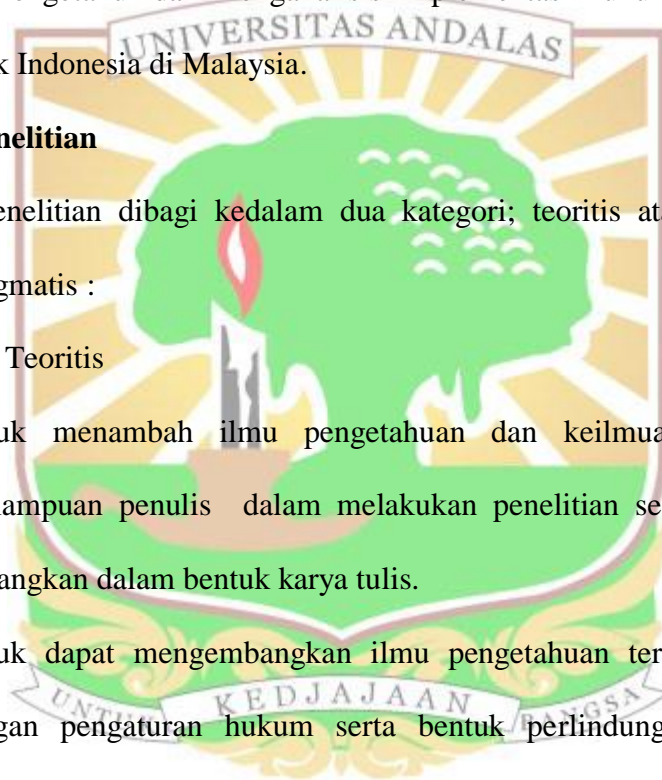 UNIVERSITAS ANDALAS
k Indonesia di Malaysia.
nelitian
enelitian dibagi kedalam dua kategori; teoritis at
gmatis :
Teoritis
uk menambah ilmu pengetahuan dan keilmua
ampuan penulis dalam melakukan penelitian se
angkan dalam bentuk karya tulis.
uk dapat mengembangkan ilmu pengetahuan ter
UNTUK KEDJAJAAN BANGSA
gan pengaturan hukum serta bentuk perlindung